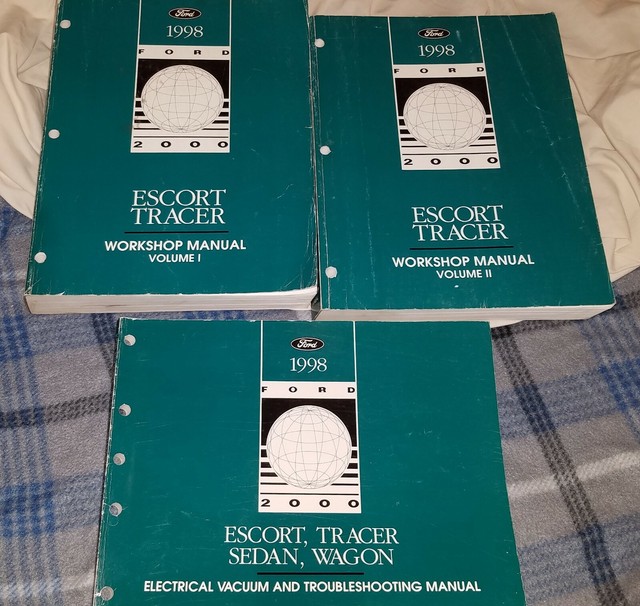 Ford
1998
FORD
2000
ESCORT
TRACER
WORKSHOP MANUAL
VOLUME I
Ford
1998
FORD
2000
ESCORT
TRACER
WORKSHOP MANUAL
VOLUME II
Ford
1998
FORD
2000
ESCORT, TRACER
SEDAN, WAGON
ELECTRICAL VACUUM AND TROUBLESHOOTING MANUAL